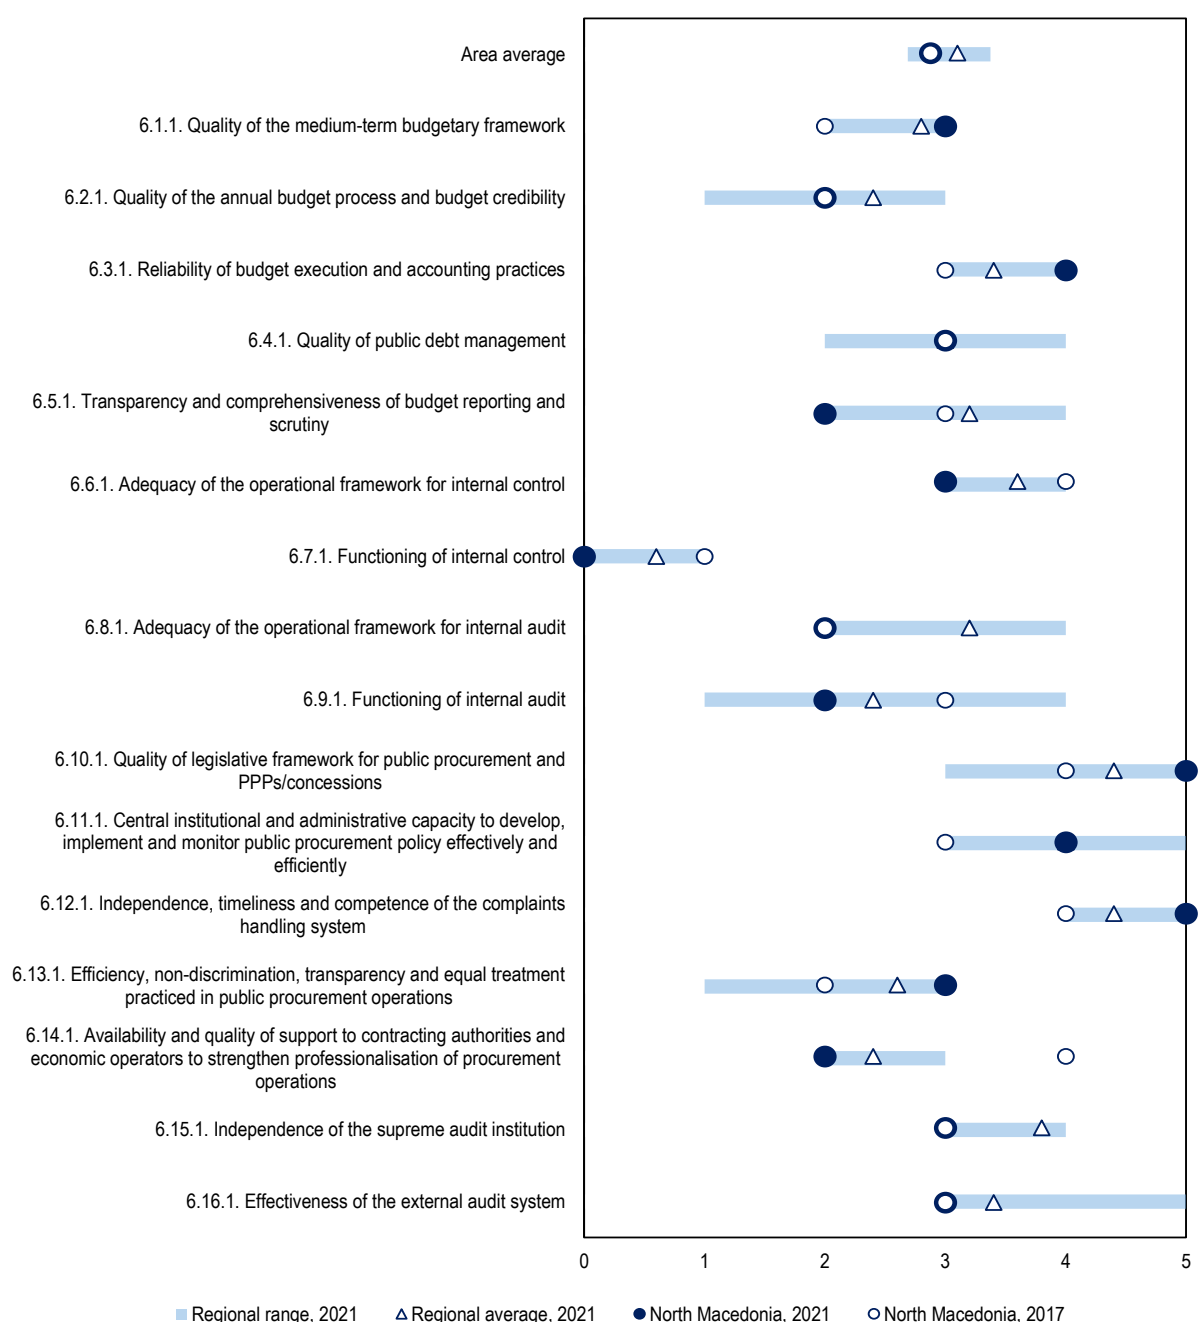 Area average
6.1.1. Quality of the medium-term budgetary framework
6.2.1. Quality of the annual budget process and budget credibility
6.3.1. Reliability of budget execution and accounting practices
6.4.1. Quality of public debt management
6.5.1. Transparency and comprehensiveness of budget reporting and
scrutiny
6.6.1. Adequacy of the operational framework for internal control
6.7.1. Functioning of internal control
6.8.1. Adequacy of the operational framework for internal audit
6.9.1. Functioning of internal audit
6.10.1. Quality of legislative framework for public procurement and
PPPs/concessions
6.11.1. Central institutional and administrative capacity to develop,
implement and monitor public procurement policy effectively and
efficiently
6.12.1. Independence, timeliness and competence of the complaints
handling system
6.13.1. Efficiency, non-discrimination, transparency and equal treatment
practiced in public procurement operations
6.14.1. Availability and quality of support to contracting authorities and
economic operators to strengthen professionalisation of procurement
operations
6.15.1. Independence of the supreme audit institution
6.16.1. Effectiveness of the external audit system
0 1 2 3 4 5
Regional range, 2021 Regional average, 2021 North Macedonia, 2021 North Macedonia, 2017